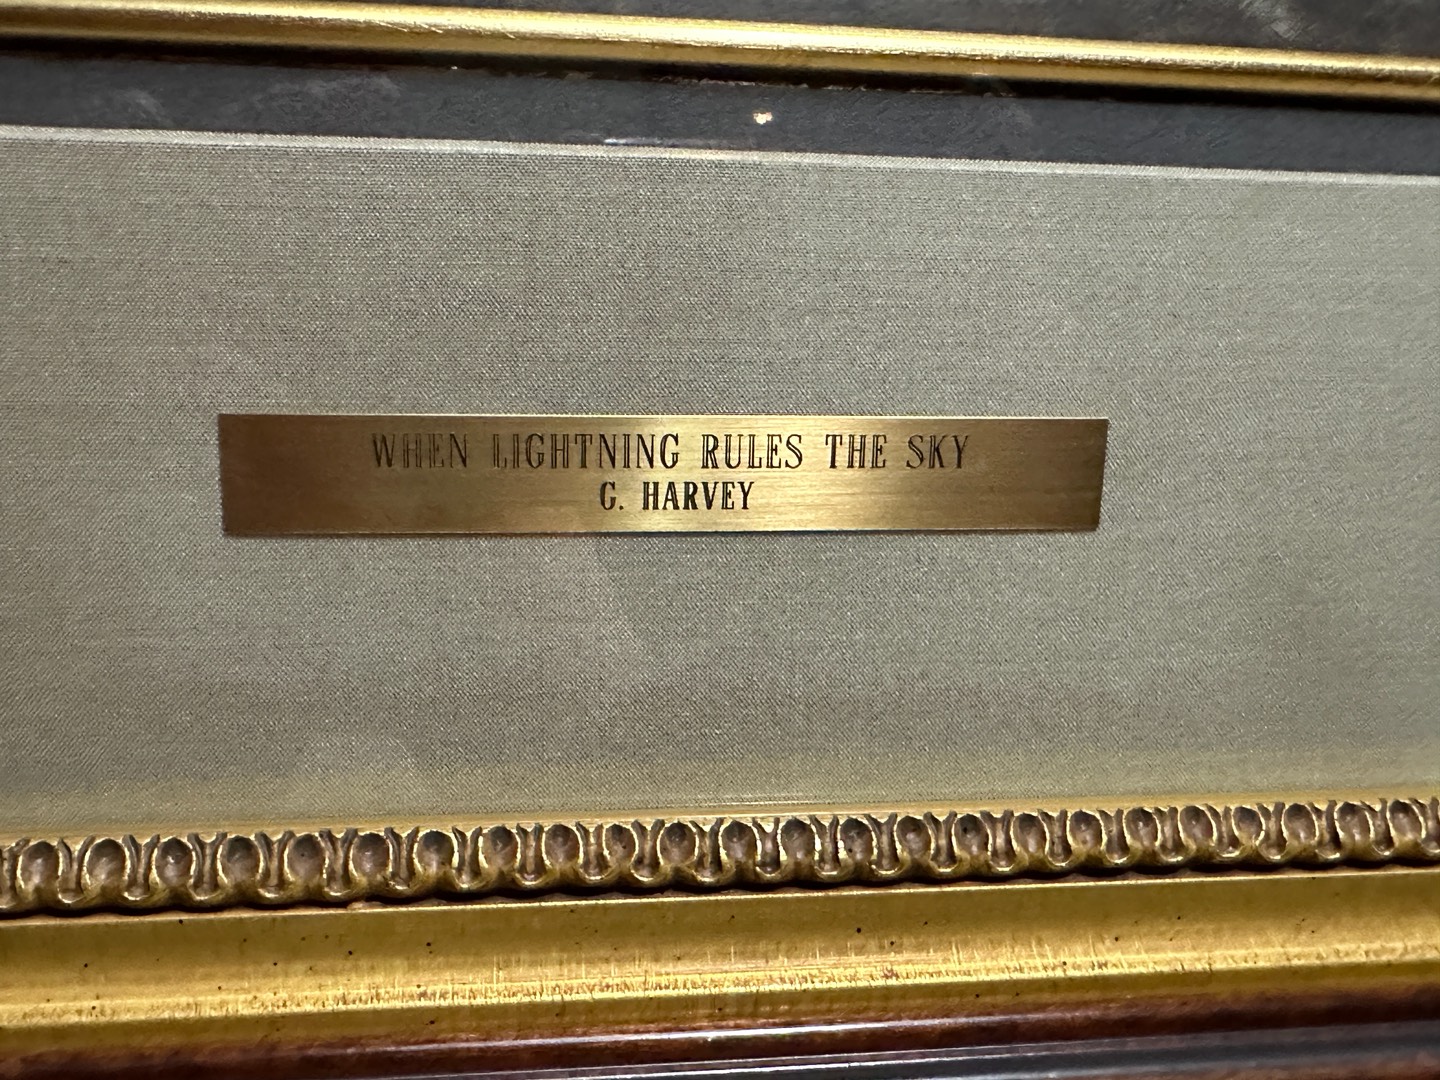 WHEN LIGHTNING RULES THE SKY
G. HARVEY